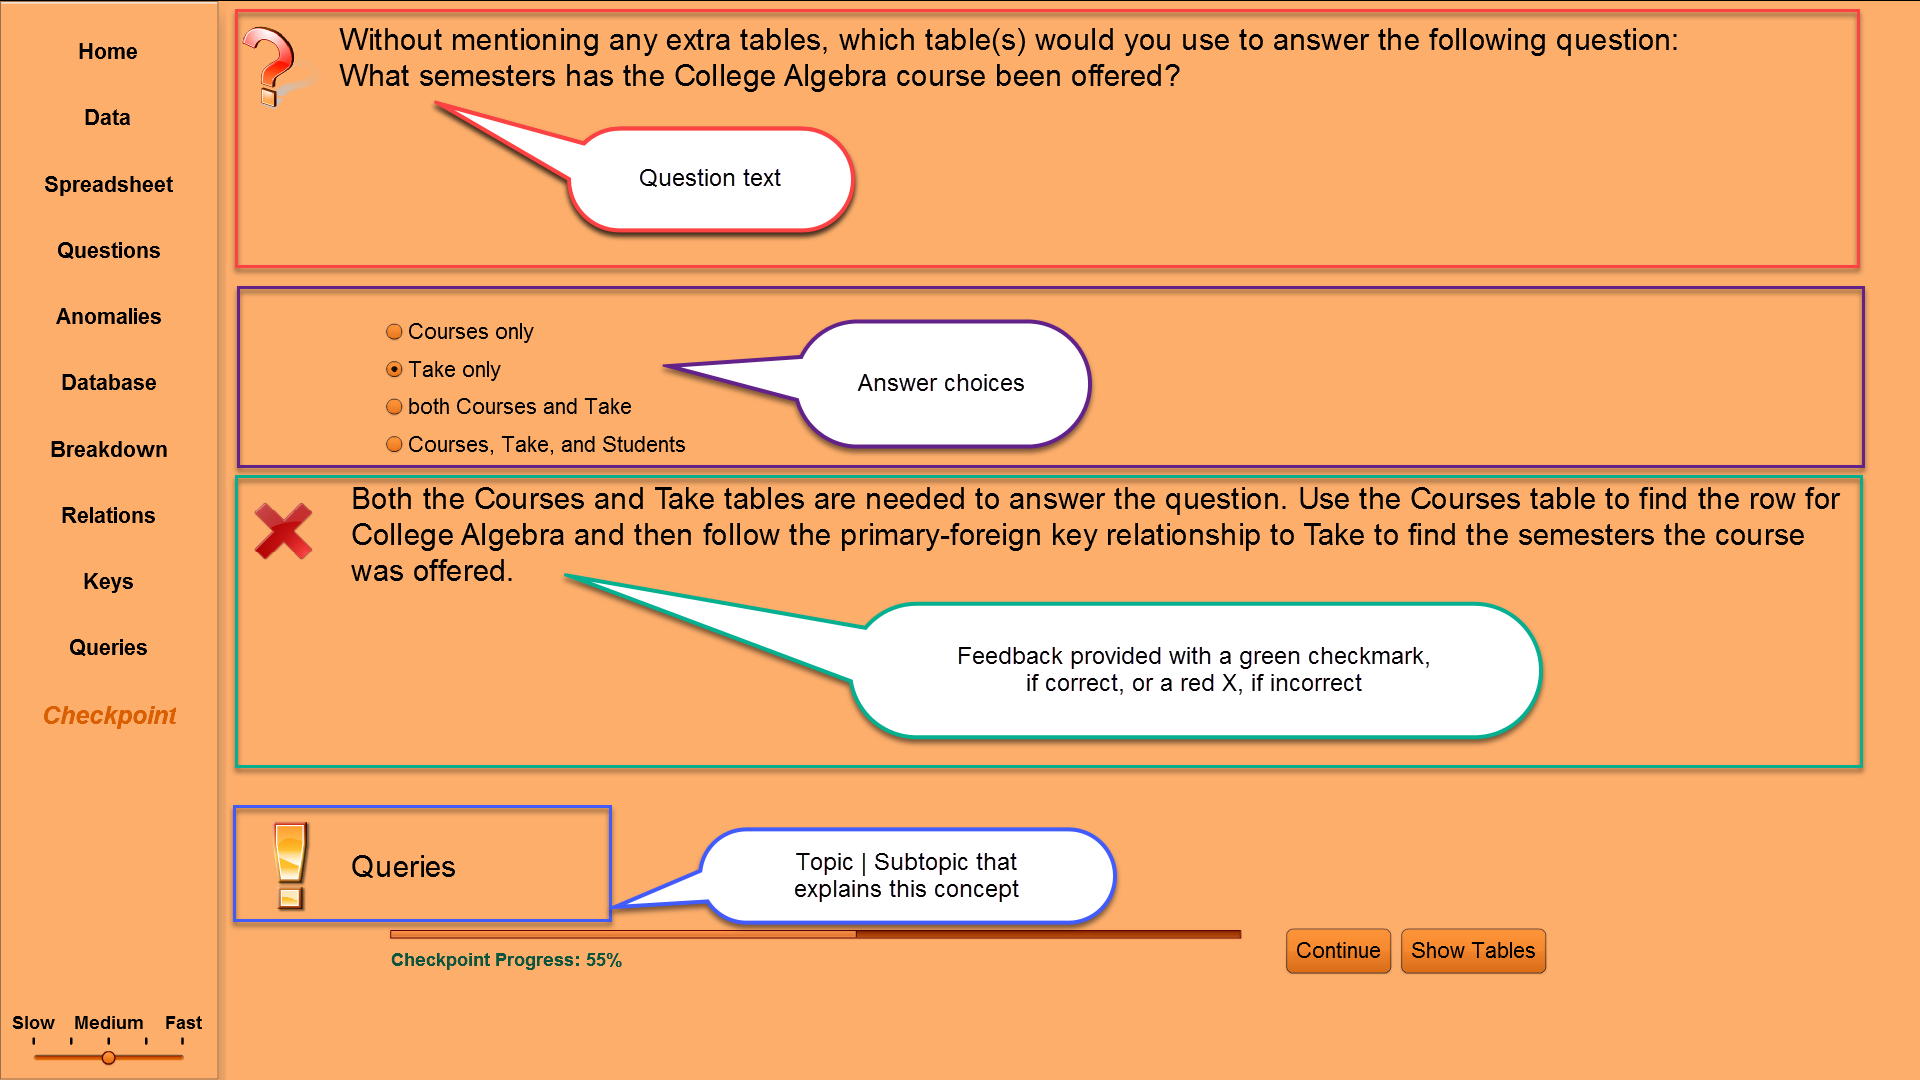 Home
Data
Spreadsheet
Questions
Anomalies
Database
Breakdown
Relations
Keys
Queries
Checkpoint
Slow Medium Fast
Without mentioning any extra tables, which table(s) would you use to answer the following question:
What semesters has the College Algebra course been offered?
Question text
Courses only
Take only
both Courses and Take
Courses, Take, and Students
Answer choices
Both the Courses and Take tables are needed to answer the question. Use the Courses table to find the row for
College Algebra and then follow the primary-foreign key relationship to Take to find the semesters the course
was offered.
Feedback provided with a green checkmark,
if correct, or a red X, if incorrect
Queries
Topic | Subtopic that
explains this concept
Checkpoint Progress: 55%
Continue
Show Tables